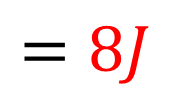 = 8J